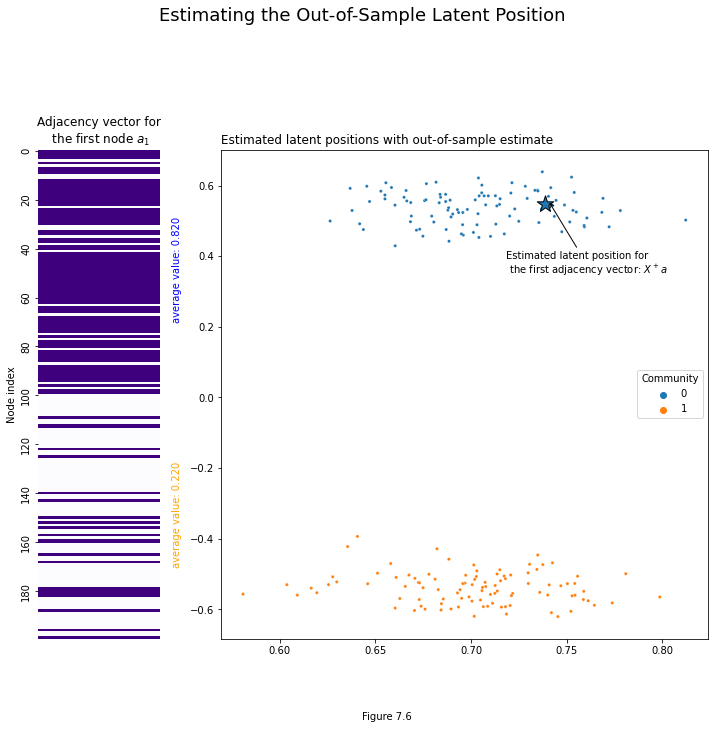 Estimating the Out-of-Sample Latent Position
Adjacency vector for
the first node a₁
Node index
0
20
40
60
80
100
120
140
160
180
average value: 0.820
average value: 0.220
Estimated latent positions with out-of-sample estimate
0.6
0.4
0.2
0.0
−0.2
−0.4
−0.6
0.60
0.65
0.70
0.75
0.80
Estimated latent position for
the first adjacency vector: X⁺a
Community
0
1
Figure 7.6